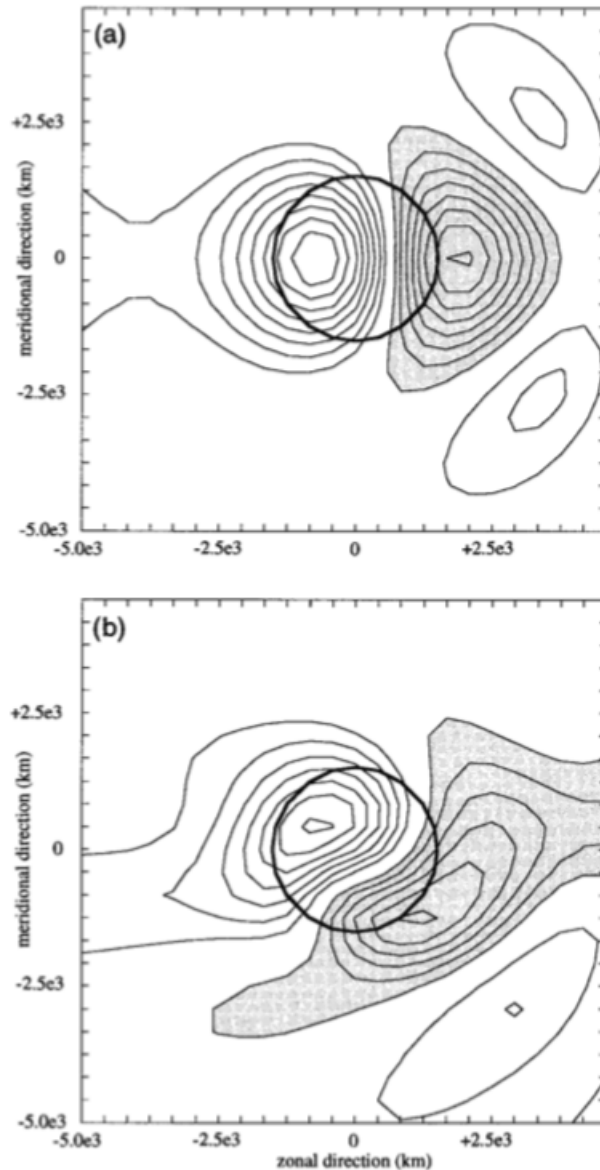 (a)
+2.5e3
meridional direction (km)
0
-2.5e3
-5.0e3
-5.0e3 -2.5e3 0 +2.5e3
(b)
+2.5e3
meridional direction (km)
0
-2.5e3
-5.0e3
-5.0e3 -2.5e3 0 +2.5e3
zonal direction (km)